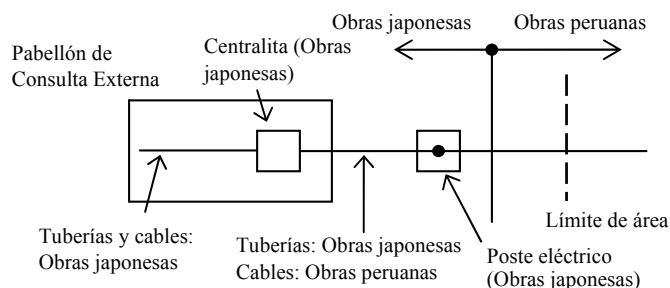 Obras japonesas
Obras peruanas
Pabellón de
Consulta Externa
Centralita (Obras
japonesas)
Límite de área
Tuberías y cables:
Obras japonesas
Tuberías: Obras japonesas
Cables: Obras peruanas
Poste eléctrico
(Obras japonesas)